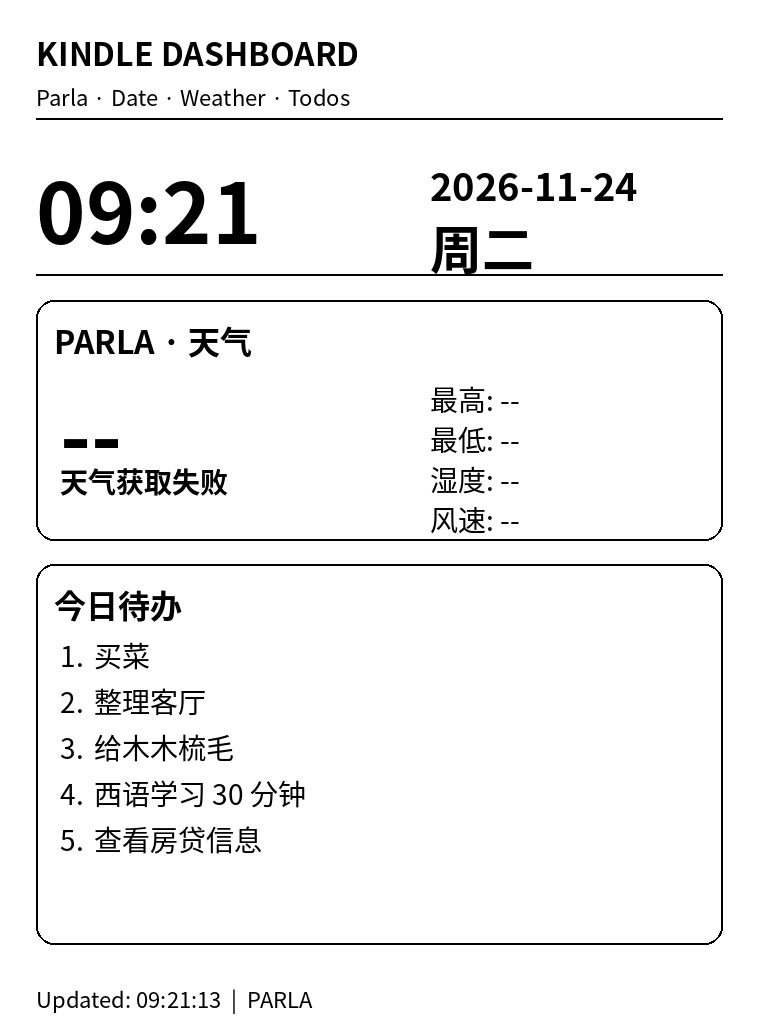 KINDLE DASHBOARD
Parla · Date · Weather · Todos
09:21
2026-11-24
周二
PARLA · 天气
--
天气获取失败
最高: --
最低: --
湿度: --
风速: --
今日待办
1. 买菜
2. 整理客厅
3. 给木木梳毛
4. 西语学习 30 分钟
5. 查看房贷信息
Updated: 09:21:13 | PARLA